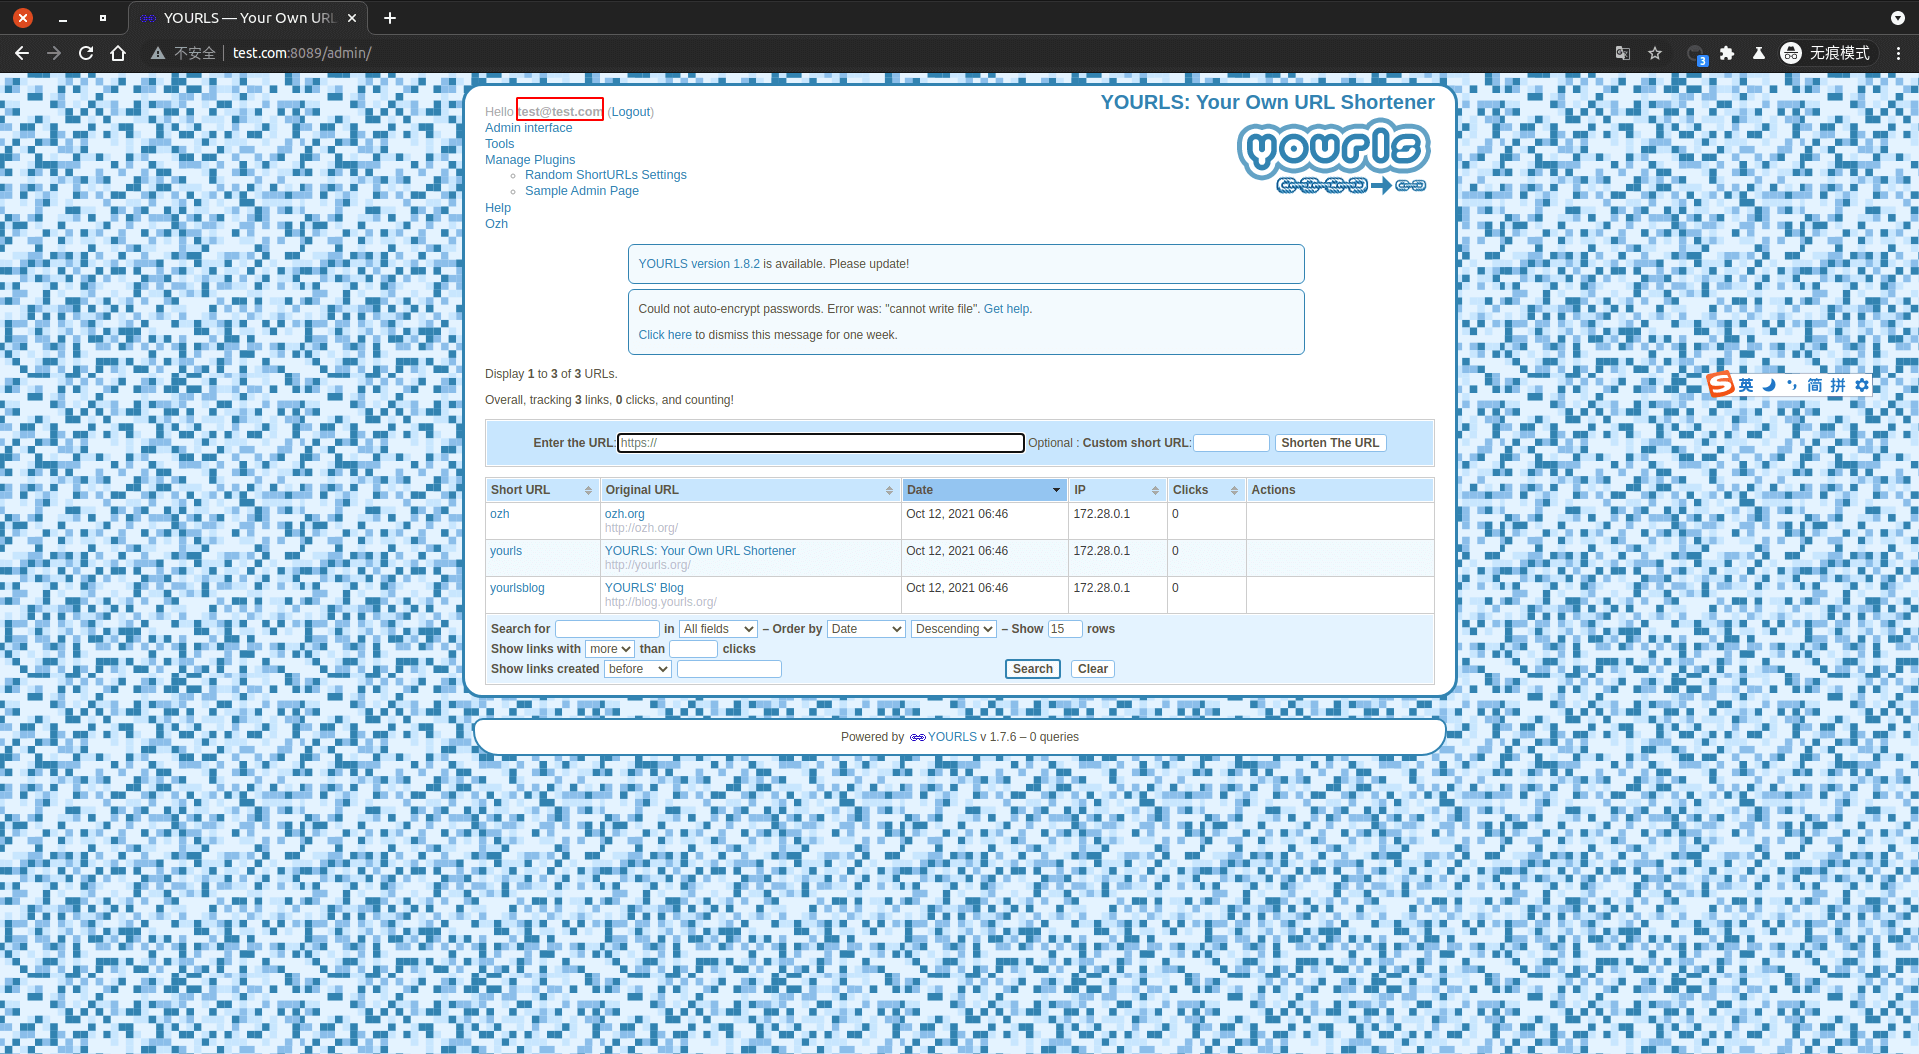 YOURLS — Your Own URL
不安全 test.com:8089/admin/
3
无痕模式
Hello test@test.com (Logout)
YOURLS: Your Own URL Shortener
yourls
Admin interface
Tools
Manage Plugins
Random ShortURLs Settings
Sample Admin Page
Help
Ozh
YOURLS version 1.8.2 is available. Please update!
Could not auto-encrypt passwords. Error was: "cannot write file". Get help.
Click here to dismiss this message for one week.
Display 1 to 3 of 3 URLs.
英 简 拼
Overall, tracking 3 links, 0 clicks, and counting!
Enter the URL: https:// Optional : Custom short URL: Shorten The URL
Short URL Original URL Date IP Clicks Actions
ozh ozh.org Oct 12, 2021 06:46 172.28.0.1 0
http://ozh.org/
yourls YOURLS: Your Own URL Shortener Oct 12, 2021 06:46 172.28.0.1 0
http://yourls.org/
yourlsblog YOURLS' Blog Oct 12, 2021 06:46 172.28.0.1 0
http://blog.yourls.org/
Search for in All fields – Order by Date Descending – Show 15 rows
Show links with more than clicks
Show links created before Search Clear
Powered by YOURLS v 1.7.6 – 0 queries